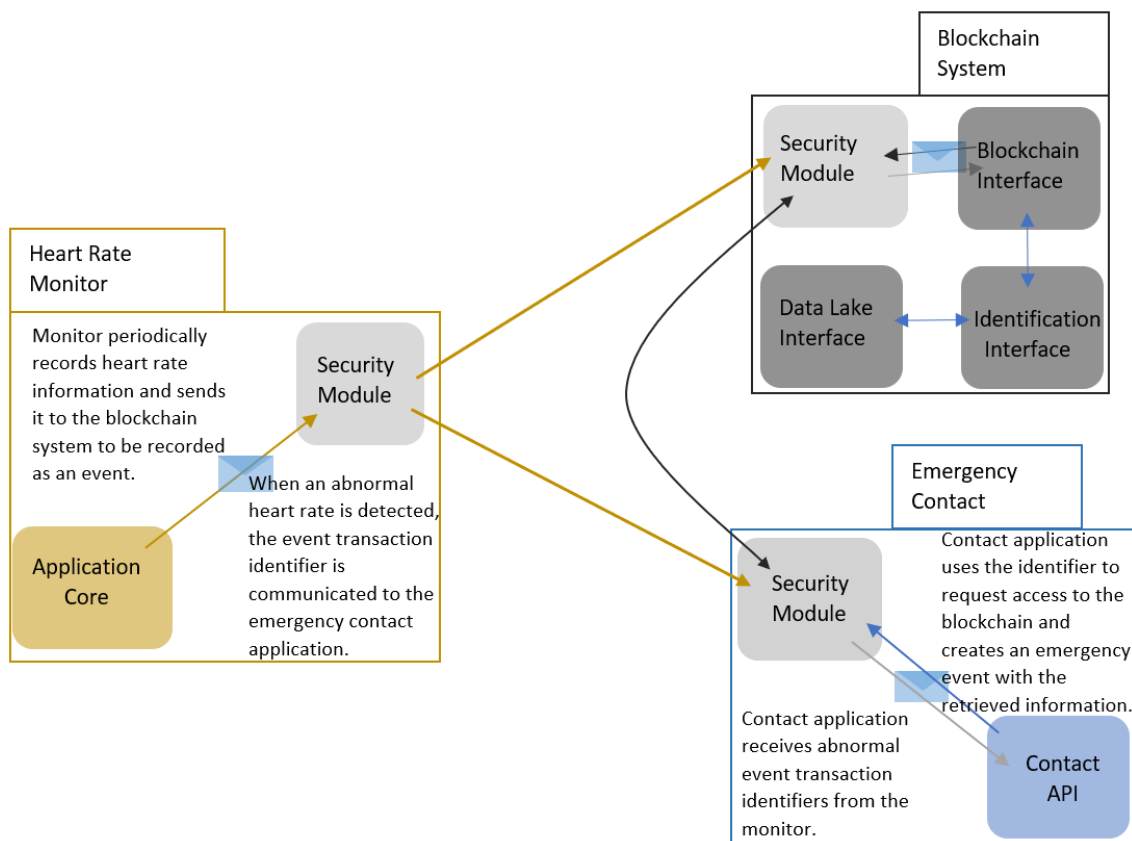 Blockchain
System
Security
Module
Blockchain
Interface
Data Lake
Interface
Identification
Interface
Heart Rate
Monitor
Monitor periodically
records heart rate
information and sends
it to the blockchain
system to be recorded
as an event.
Security
Module
When an abnormal
heart rate is detected,
the event transaction
identifier is
communicated to the
emergency contact
application.
Application
Core
Emergency
Contact
Security
Module
Contact application
uses the identifier to
request access to the
blockchain and
creates an emergency
event with the
retrieved information.
Contact application
receives abnormal
event transaction
identifiers from the
monitor.
Contact
API